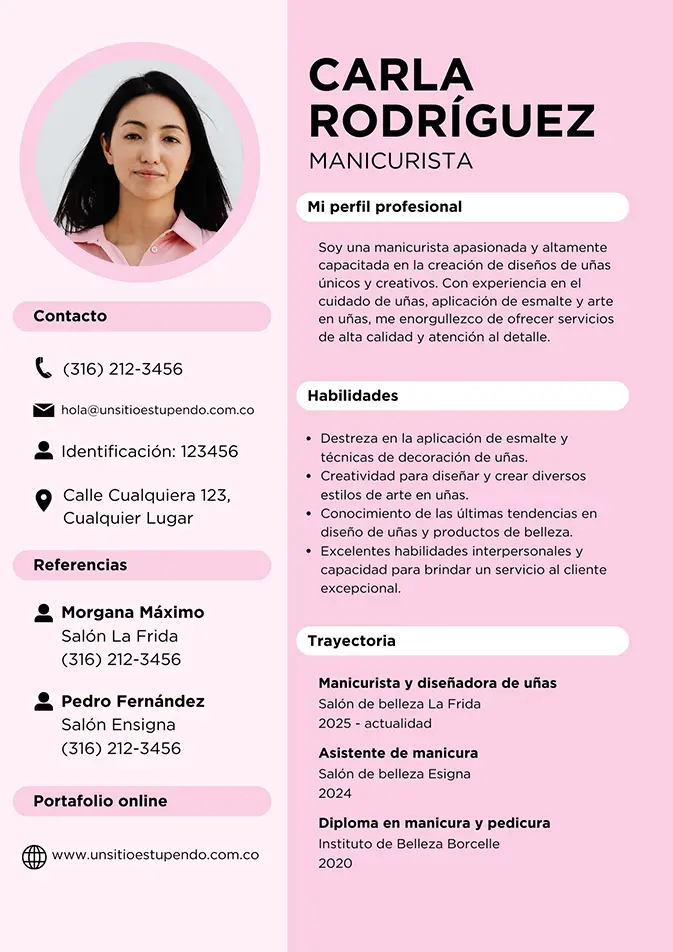 CARLA
RODRÍGUEZ
MANICURISTA
Mi perfil profesional
Soy una manicurista apasionada y altamente
capacitada en la creación de diseños de uñas
únicos y creativos. Con experiencia en el
cuidado de uñas, aplicación de esmalte y arte
en uñas, me enorgullezco de ofrecer servicios
de alta calidad y atención al detalle.
Habilidades
• Destreza en la aplicación de esmalte y
técnicas de decoración de uñas.
• Creatividad para diseñar y crear diversos
estilos de arte en uñas.
• Conocimiento de las últimas tendencias en
diseño de uñas y productos de belleza.
• Excelentes habilidades interpersonales y
capacidad para brindar un servicio al cliente
excepcional.
Trayectoria
Manicurista y diseñadora de uñas
Salón de belleza La Frida
2025 - actualidad
Asistente de manicura
Salón de belleza Esigna
2024
Diploma en manicura y pedicura
Instituto de Belleza Borcelle
2020
Contacto
(316) 212-3456
hola@unsitioestupendo.com.co
Identificación: 123456
Calle Cualquiera 123,
Cualquier Lugar
Referencias
Morgana Máximo
Salón La Frida
(316) 212-3456
Pedro Fernández
Salón Ensigna
(316) 212-3456
Portafolio online
www.unsitioestupendo.com.co